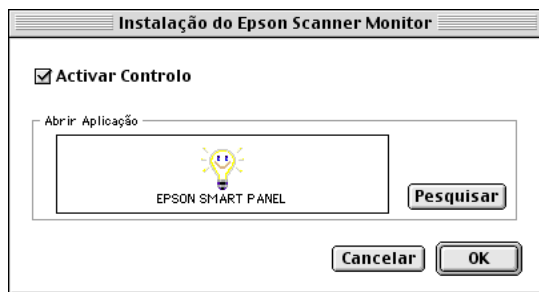 Instalação do Epson Scanner Monitor
Activar Controlo
Abrir Aplicação
EPSON SMART PANEL
Pesquisar
Cancelar
OK